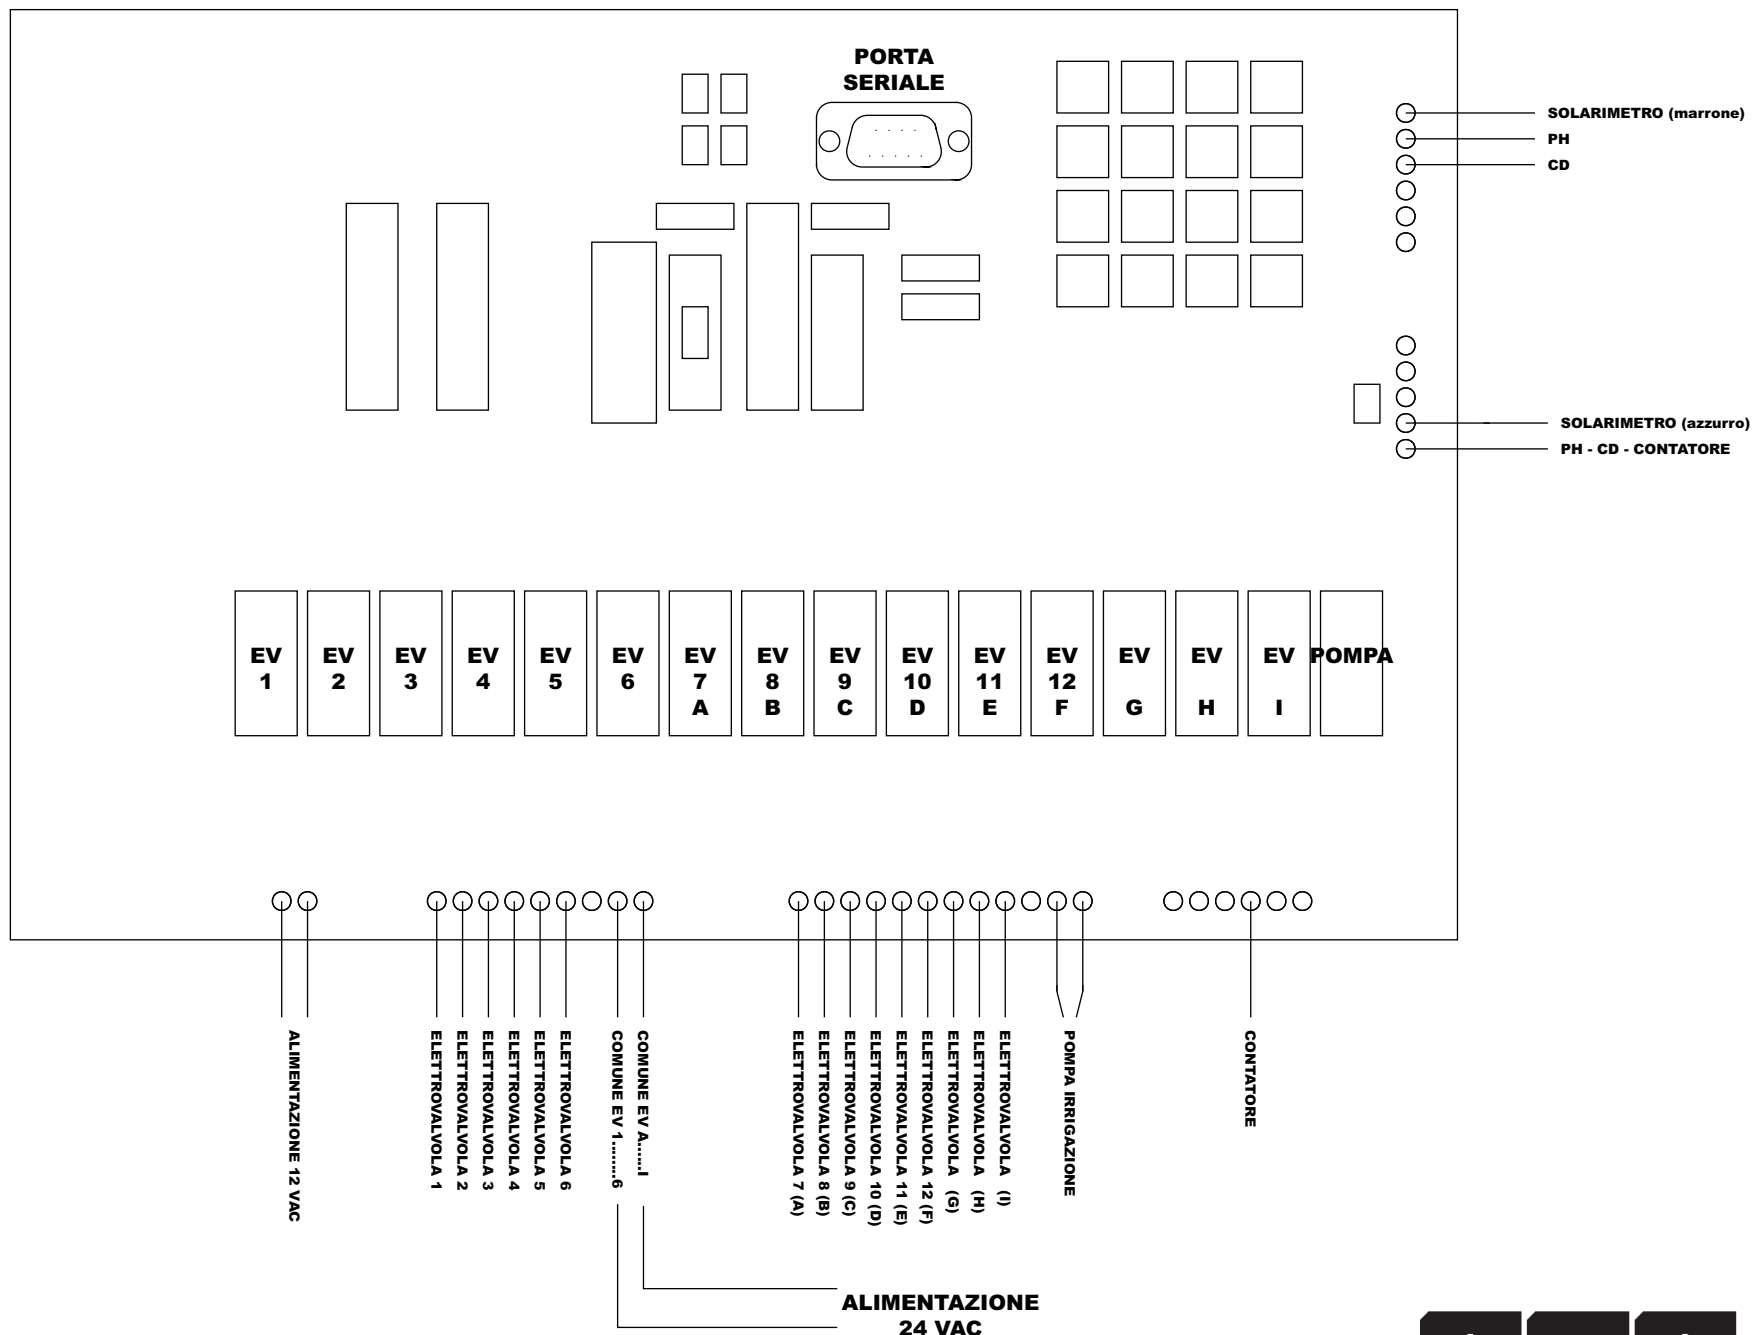 PORTA
SERIALE
SOLARIMETRO (marrone)
PH
CD
SOLARIMETRO (azzurro)
PH - CD - CONTATORE
EV
1
EV
2
EV
3
EV
4
EV
5
EV
6
EV
7
A
EV
8
B
EV
9
C
EV
10
D
EV
11
E
EV
12
F
EV
G
EV
H
EV
I
POMPA
ALIMENTAZIONE 12 VAC
ELETTROVALVOLA 1
ELETTROVALVOLA 2
ELETTROVALVOLA 3
ELETTROVALVOLA 4
ELETTROVALVOLA 5
ELETTROVALVOLA 6
COMUNE EV 1........6
COMUNE EV A......I
ELETTROVALVOLA 7 (A)
ELETTROVALVOLA 8 (B)
ELETTROVALVOLA 9 (C)
ELETTROVALVOLA 10 (D)
ELETTROVALVOLA 11 (E)
ELETTROVALVOLA 12 (F)
ELETTROVALVOLA (G)
ELETTROVALVOLA (H)
ELETTROVALVOLA (I)
POMPA IRRIGAZIONE
CONTATORE
ALIMENTAZIONE
24 VAC